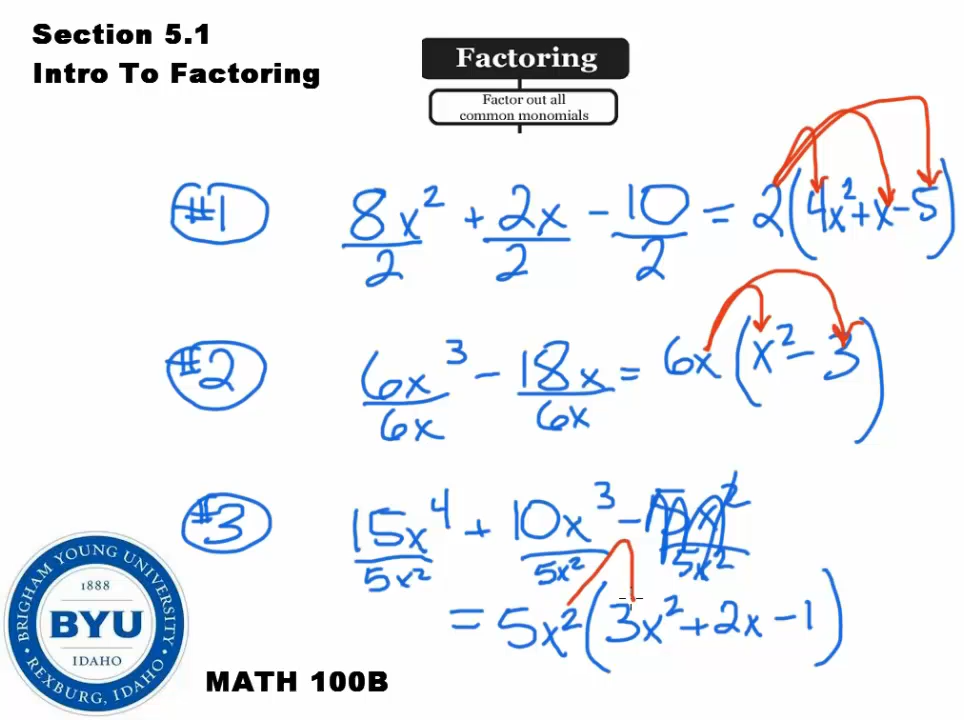 Section 5.1
Intro To Factoring
Factoring
Factor out all
common monomials
#1
8x²/2 + 2x/2 - 10/2 = 2(4x²+x-5)
#2
6x³/6x - 18x/6x = 6x(x²-3)
#3
15x⁴/5x² + 10x³/5x² - 5x²/5x²
= 5x²(3x²+2x-1)
BRIGHAM YOUNG UNIVERSITY
1888
BYU
IDAHO
REXBURG, IDAHO
MATH 100B